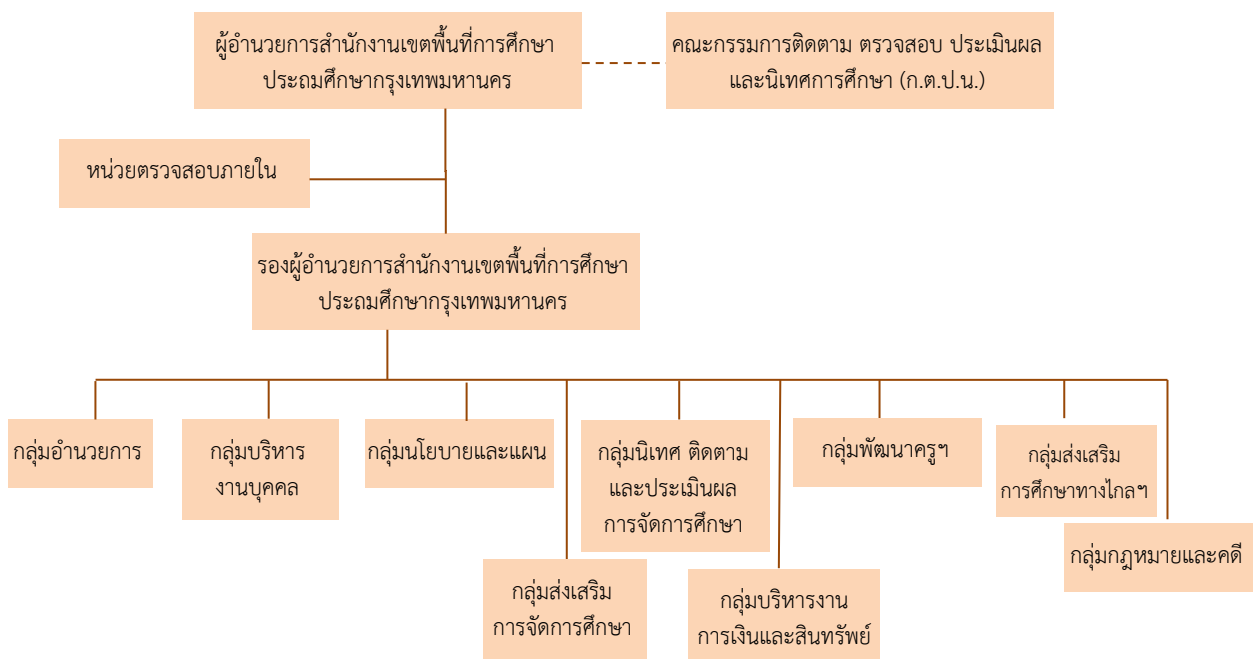 ผู้อำนวยการสำนักงานเขตพื้นที่การศึกษา
ประถมศึกษากรุงเทพมหานคร
คณะกรรมการติดตาม ตรวจสอบ ประเมินผล
และนิเทศการศึกษา (ก.ต.ป.น.)
หน่วยตรวจสอบภายใน
รองผู้อำนวยการสำนักงานเขตพื้นที่การศึกษา
ประถมศึกษากรุงเทพมหานคร
กลุ่มอำนวยการ
กลุ่มบริหาร
งานบุคคล
กลุ่มนโยบายและแผน
กลุ่มส่งเสริม
การจัดการศึกษา
กลุ่มนิเทศ ติดตาม
และประเมินผล
การจัดการศึกษา
กลุ่มบริหารงาน
การเงินและสินทรัพย์
กลุ่มพัฒนาครูฯ
กลุ่มส่งเสริม
การศึกษาทางไกลฯ
กลุ่มกฎหมายและคดี